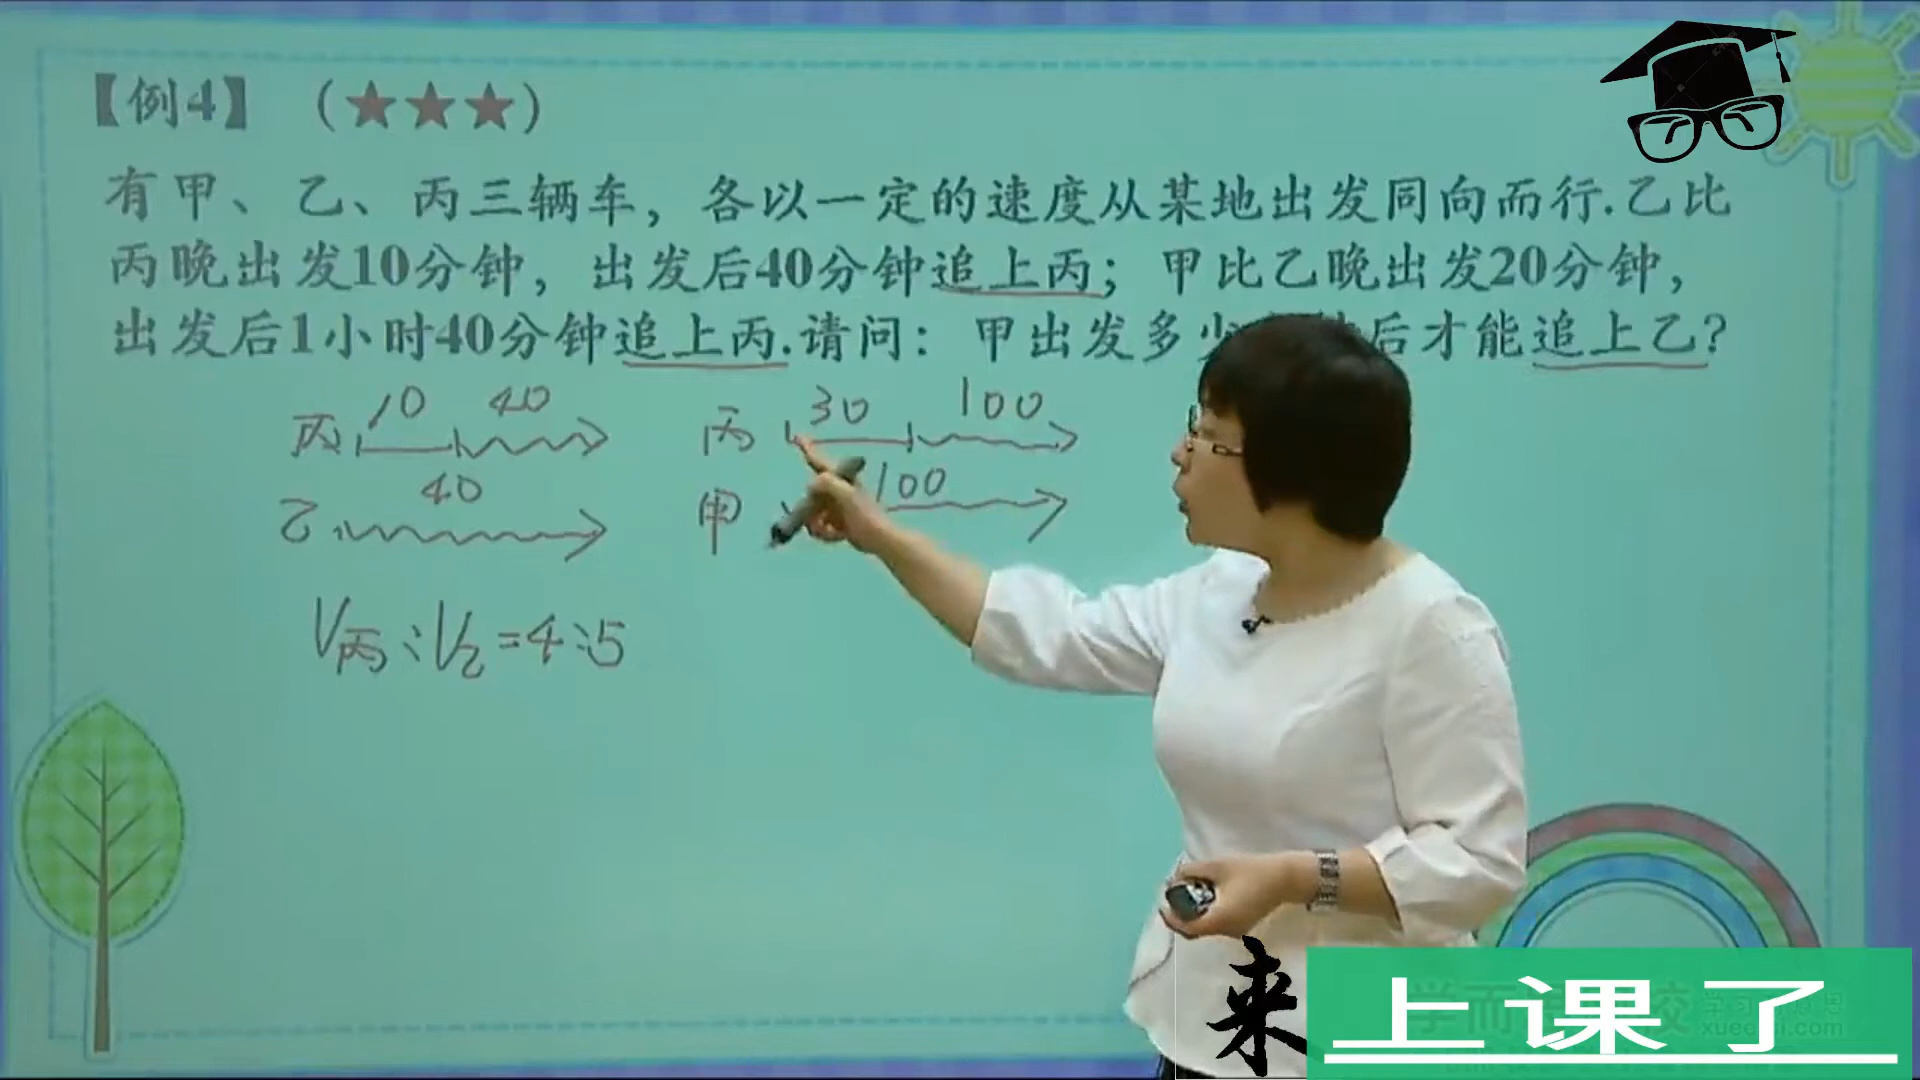 【例4】（★★★）
有甲、乙、丙三辆车，各以一定的速度从某地出发同向而行.乙比
丙晚出发10分钟，出发后40分钟追上丙；甲比乙晚出发20分钟，
出发后1小时40分钟追上丙.请问：甲出发多少 后才能追上乙？
丙 10 40
乙 40
丙 30 100
甲 100
V丙:V乙=4:5
来上课了